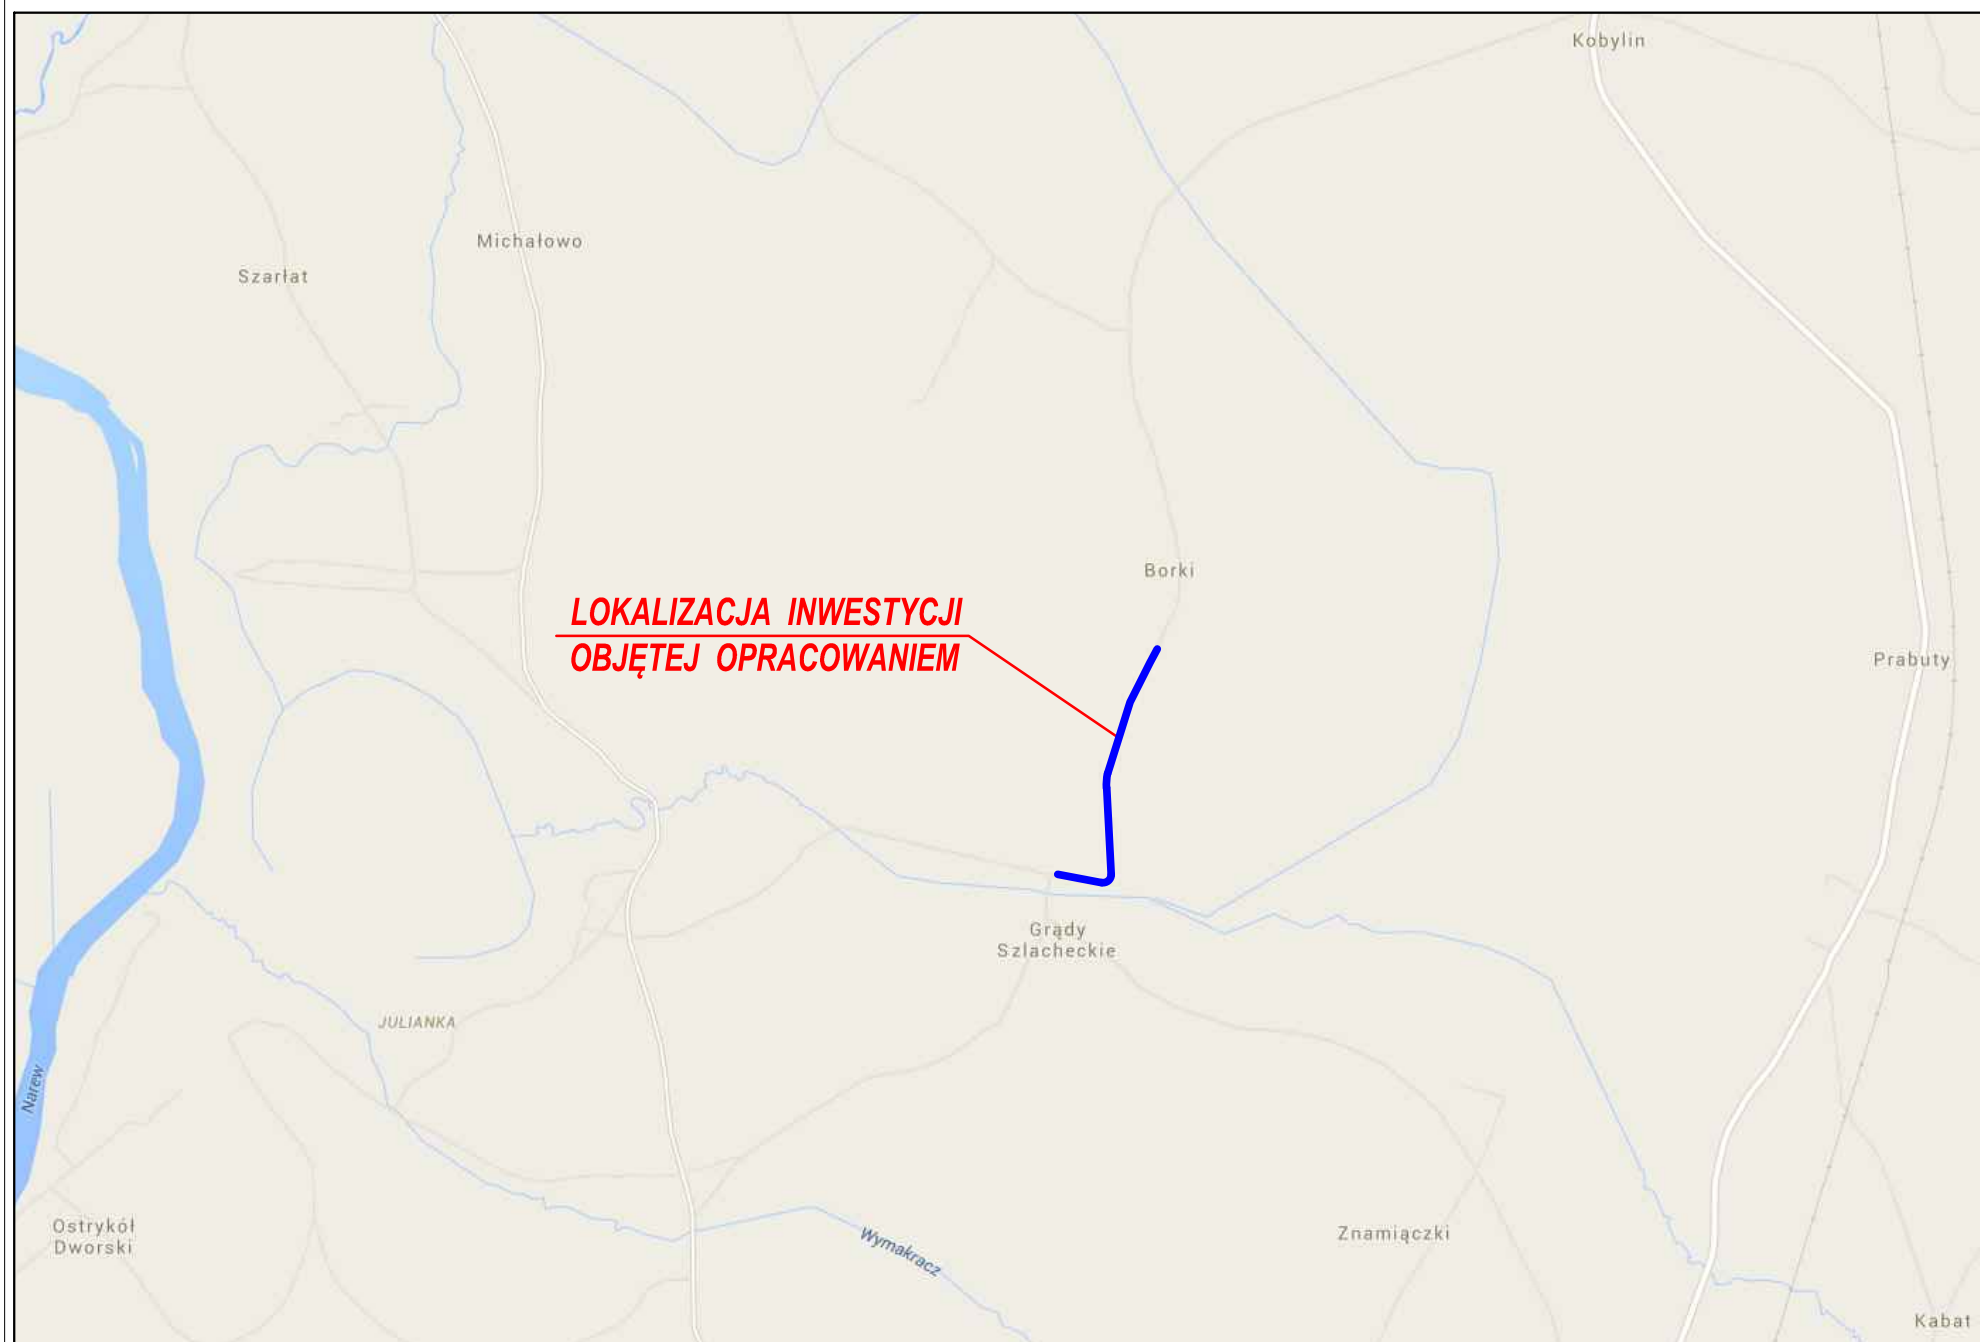 Kobylin
Michałowo
Szarłat
Borki
LOKALIZACJA INWESTYCJI
OBJĘTEJ OPRACOWANIEM
Prabuty
Grądy
Szlacheckie
JULIANKA
Narew
Ostrykół
Dworski
Wymakracz
Znamiączki
Kabat